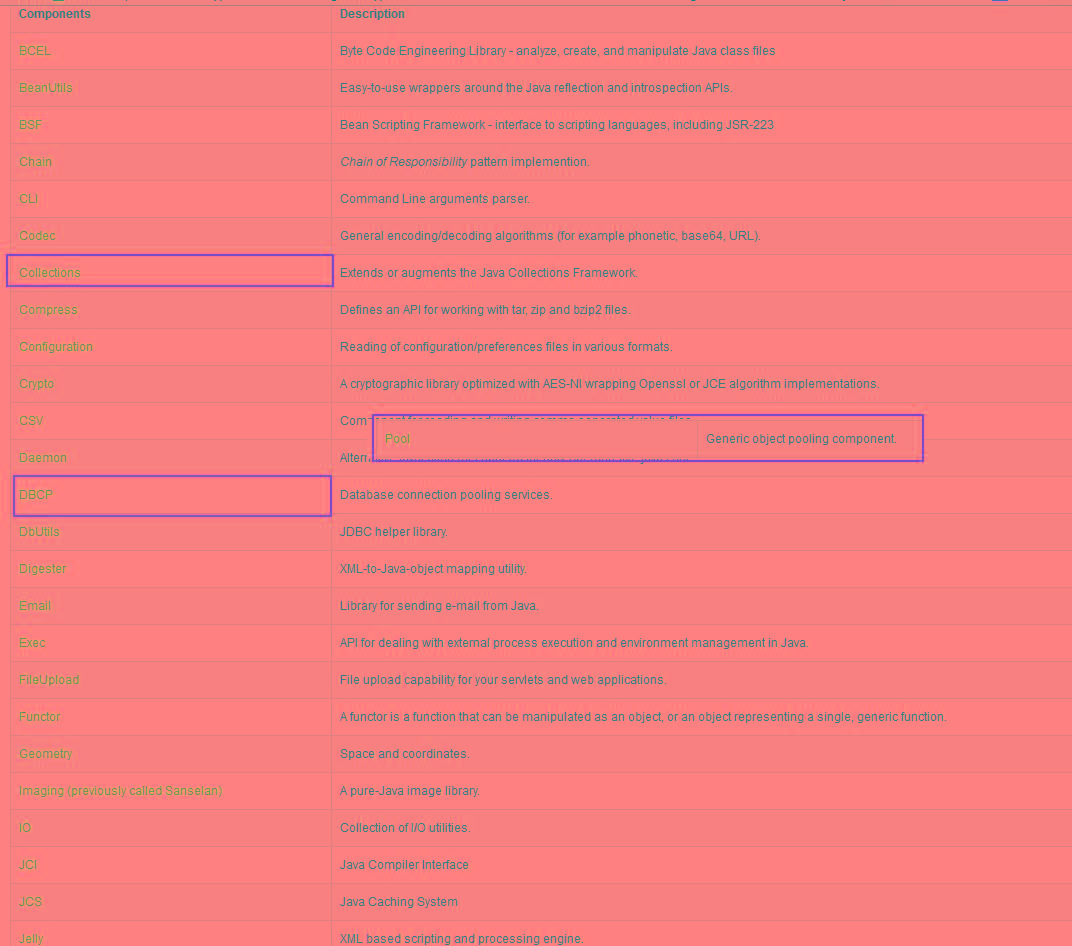 Components Description
BCEL Byte Code Engineering Library - analyze, create, and manipulate Java class files
BeanUtils Easy-to-use wrappers around the Java reflection and introspection APIs.
BSF Bean Scripting Framework - interface to scripting languages, including JSR-223
Chain Chain of Responsibility pattern implemention.
CLI Command Line arguments parser.
Codec General encoding/decoding algorithms (for example phonetic, base64, URL).
Collections Extends or augments the Java Collections Framework.
Compress Defines an API for working with tar, zip and bzip2 files.
Configuration Reading of configuration/preferences files in various formats.
Crypto A cryptographic library optimized with AES-NI wrapping Openssl or JCE algorithm implementations.
CSV Component for reading and writing comma separated value files.
Pool Generic object pooling component.
Daemon
DBCP Database connection pooling services.
DbUtils JDBC helper library.
Digester XML-to-Java-object mapping utility.
Email Library for sending e-mail from Java.
Exec API for dealing with external process execution and environment management in Java.
FileUpload File upload capability for your servlets and web applications.
Functor A functor is a function that can be manipulated as an object, or an object representing a single, generic function.
Geometry Space and coordinates.
Imaging (previously called Sanselan) A pure-Java image library.
IO Collection of I/O utilities.
JCI Java Compiler Interface
JCS Java Caching System
Jelly XML based scripting and processing engine.